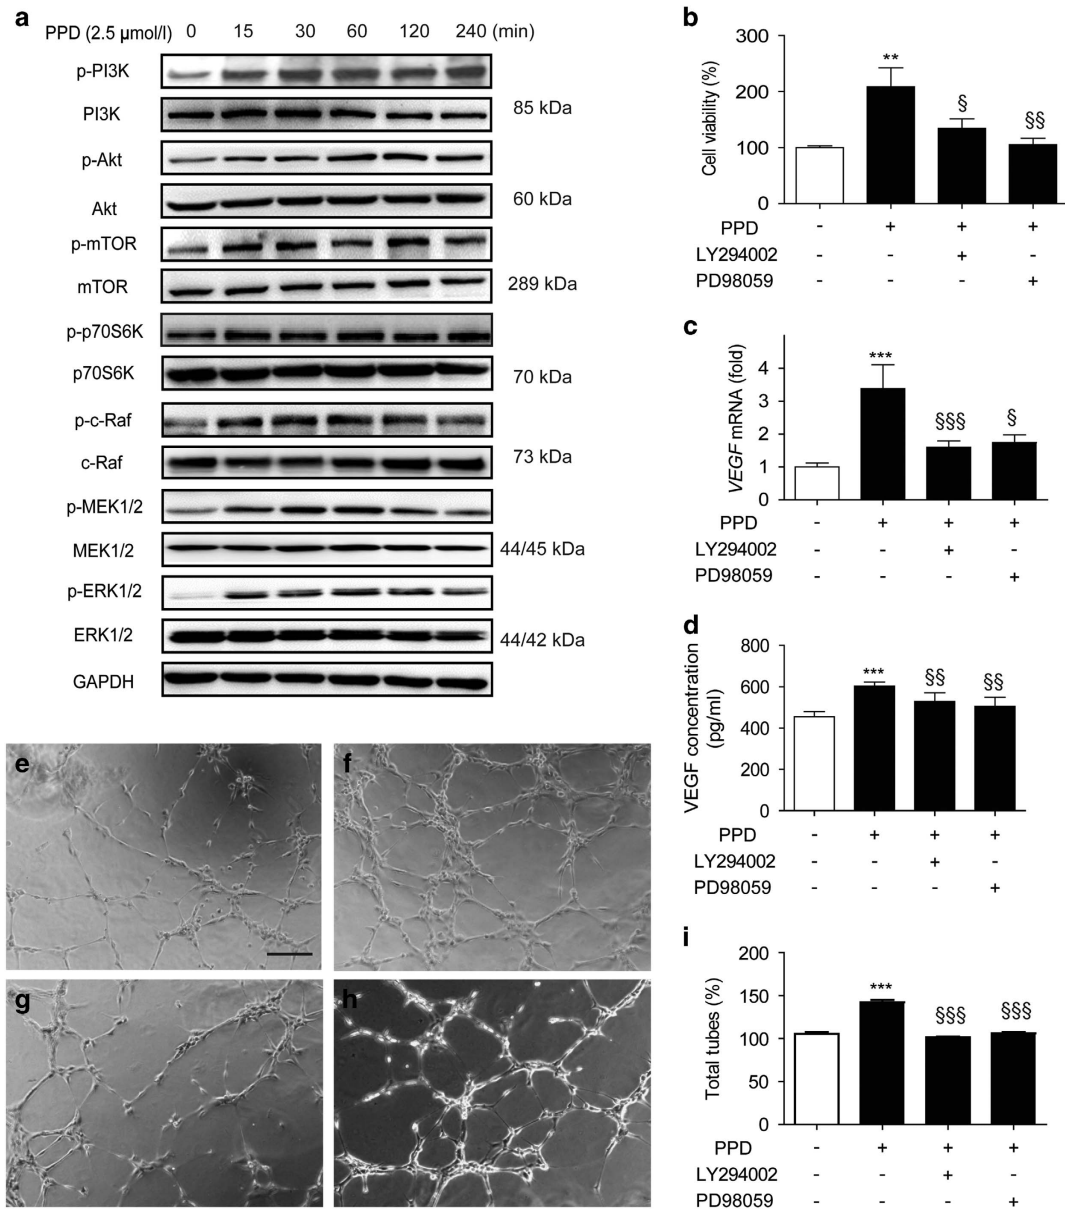 a
PPD (2.5 µmol/l) 0 15 30 60 120 240 (min)
p-PI3K
PI3K 85 kDa
p-Akt
Akt 60 kDa
p-mTOR
mTOR 289 kDa
p-p70S6K
p70S6K 70 kDa
p-c-Raf
c-Raf 73 kDa
p-MEK1/2
MEK1/2 44/45 kDa
p-ERK1/2
ERK1/2 44/42 kDa
GAPDH
b
Cell viability (%)
300
200
100
0
**
§
§§
PPD - + + +
LY294002 - - + -
PD98059 - - - +
c
VEGF mRNA (fold)
4
3
2
1
0
***
§§§
§
PPD - + + +
LY294002 - - + -
PD98059 - - - +
d
VEGF concentration
(pg/ml)
800
600
400
200
0
***
§§
§§
PPD - + + +
LY294002 - - + -
PD98059 - - - +
e
f
g
h
i
Total tubes (%)
200
150
100
50
0
***
§§§
§§§
PPD - + + +
LY294002 - - + -
PD98059 - - - +